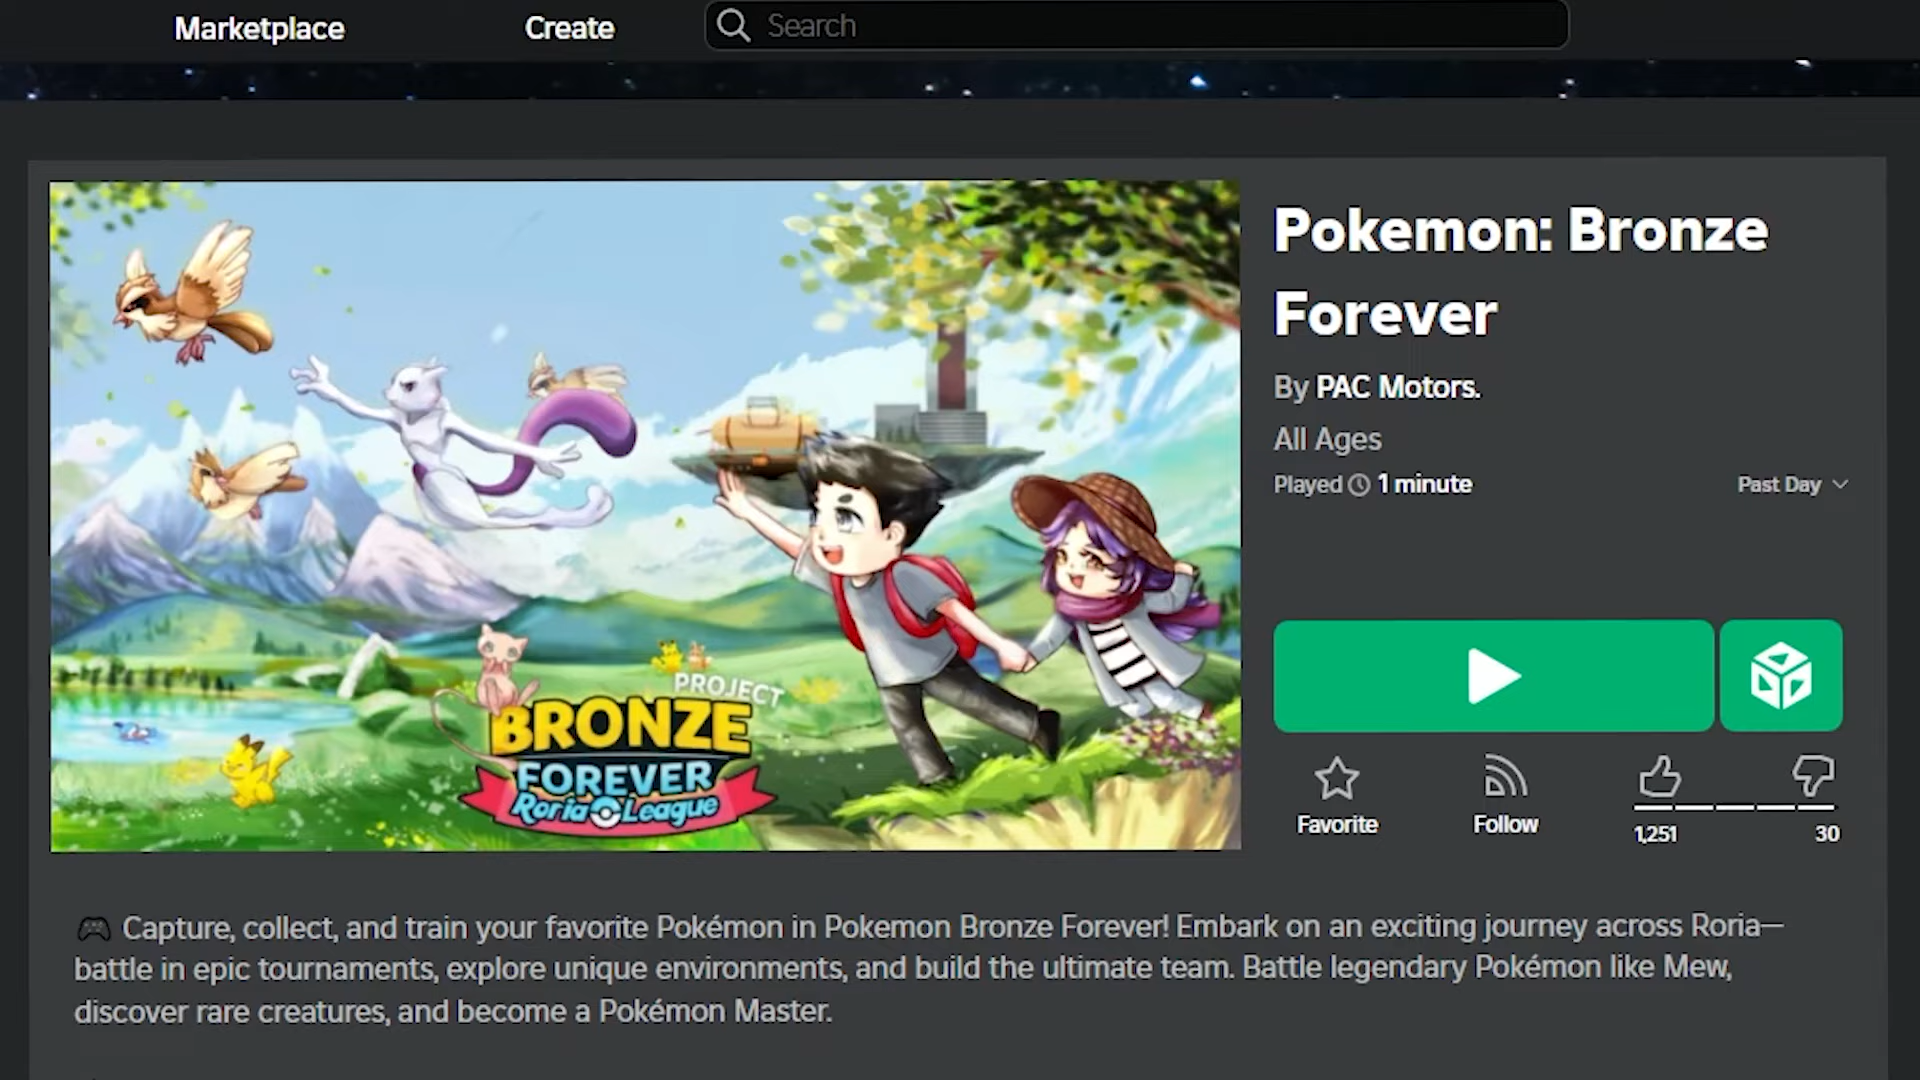 Marketplace
Create
Search
Pokemon: Bronze
Forever
By PAC Motors.
All Ages
Played 1 minute
Past Day
PROJECT
BRONZE
FOREVER
Roria League
Favorite
Follow
1,251
30
Capture, collect, and train your favorite Pokémon in Pokemon Bronze Forever! Embark on an exciting journey across Roria—
battle in epic tournaments, explore unique environments, and build the ultimate team. Battle legendary Pokémon like Mew,
discover rare creatures, and become a Pokémon Master.